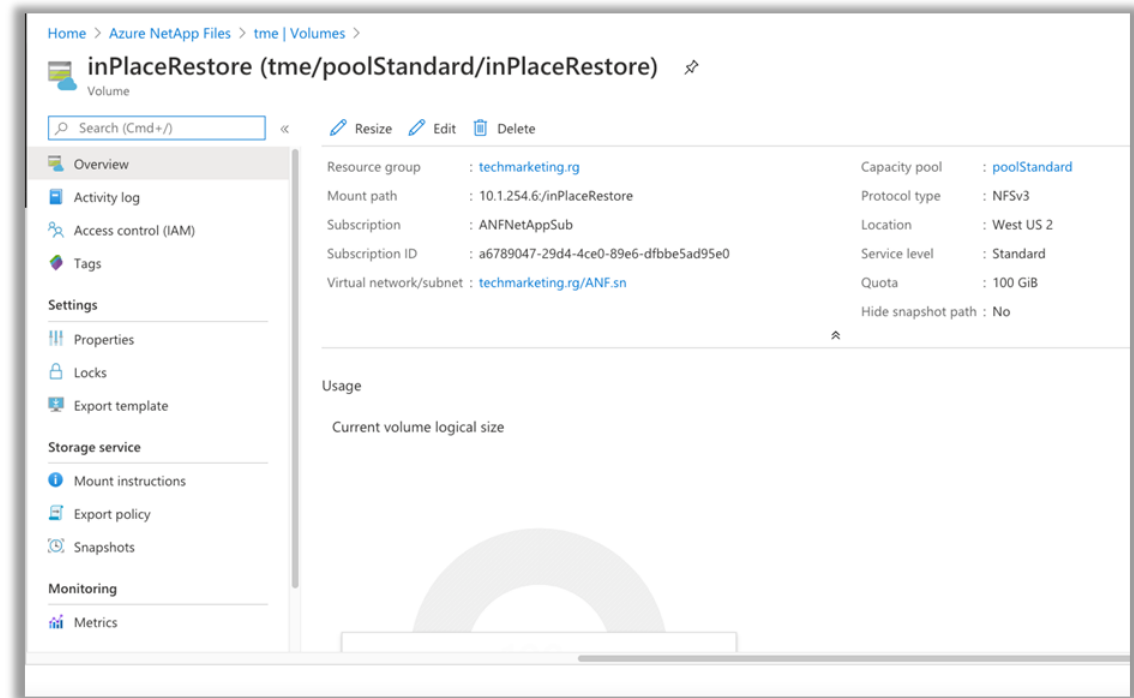 Home > Azure NetApp Files > tme | Volumes >
inPlaceRestore (tme/poolStandard/inPlaceRestore)
Volume
Search (Cmd+/)
«
Resize
Edit
Delete
Overview
Activity log
Access control (IAM)
Tags
Settings
Properties
Locks
Export template
Storage service
Mount instructions
Export policy
Snapshots
Monitoring
Metrics
Resource group : techmarketing.rg
Mount path : 10.1.254.6:/inPlaceRestore
Subscription : ANFNetAppSub
Subscription ID : a6789047-29d4-4ce0-89e6-dfbbe5ad95e0
Virtual network/subnet : techmarketing.rg/ANF.sn
Capacity pool : poolStandard
Protocol type : NFSv3
Location : West US 2
Service level : Standard
Quota : 100 GiB
Hide snapshot path : No
Usage
Current volume logical size